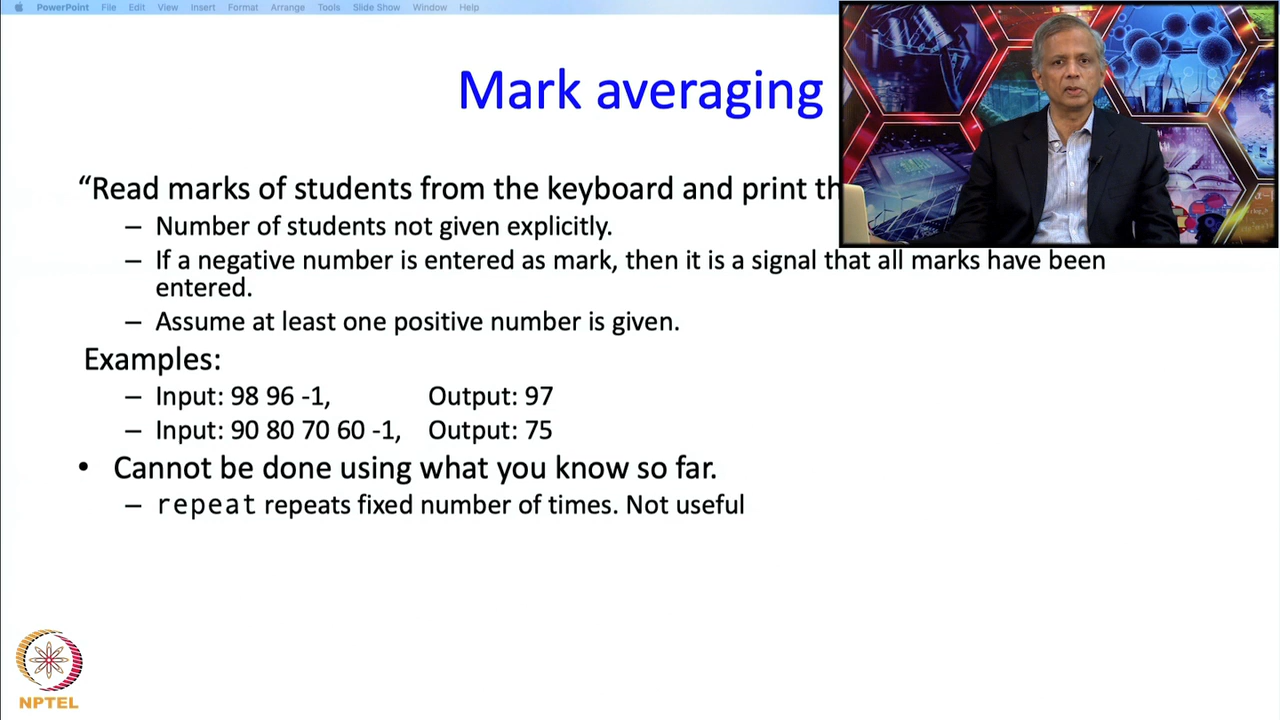 PowerPoint File Edit View Insert Format Arrange Tools Slide Show Window Help
Mark averaging
“Read marks of students from the keyboard and print
– Number of students not given explicitly.
– If a negative number is entered as mark, then it is a signal that all marks have been
entered.
– Assume at least one positive number is given.
Examples:
– Input: 98 96 -1, Output: 97
– Input: 90 80 70 60 -1, Output: 75
• Cannot be done using what you know so far.
– repeat repeats fixed number of times. Not useful
NPTEL